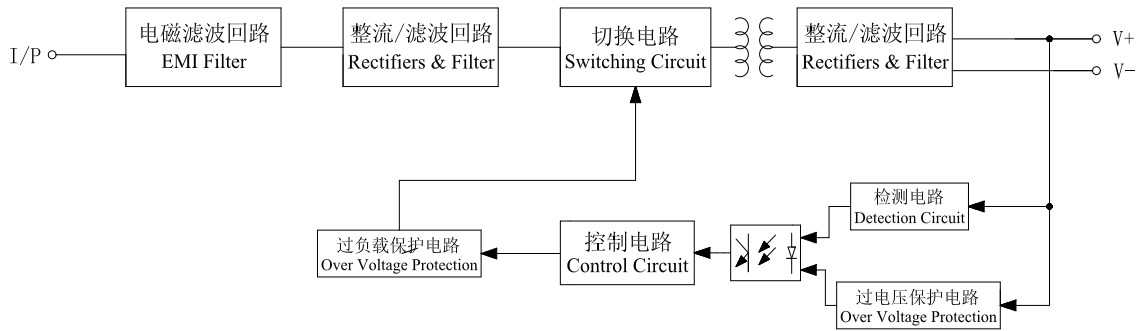 I/P
电磁滤波回路
EMI Filter
整流/滤波回路
Rectifiers & Filter
切换电路
Switching Circuit
整流/滤波回路
Rectifiers & Filter
V+
V-
检测电路
Detection Circuit
过负载保护电路
Over Voltage Protection
控制电路
Control Circuit
过电压保护电路
Over Voltage Protection